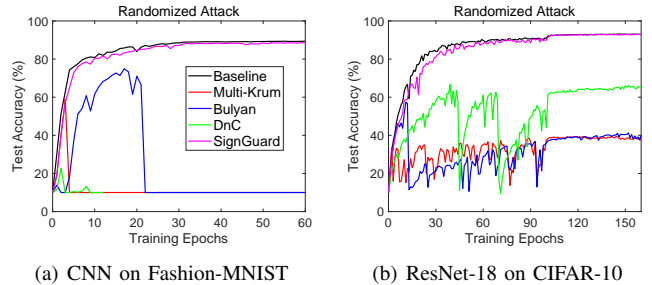 Randomized Attack
Test Accuracy (%)
100
80
60
40
20
0
Baseline
Multi-Krum
Bulyan
DnC
SignGuard
0 10 20 30 40 50 60
Training Epochs
(a) CNN on Fashion-MNIST
Randomized Attack
Test Accuracy (%)
100
80
60
40
20
0
0 30 60 90 120 150
Training Epochs
(b) ResNet-18 on CIFAR-10